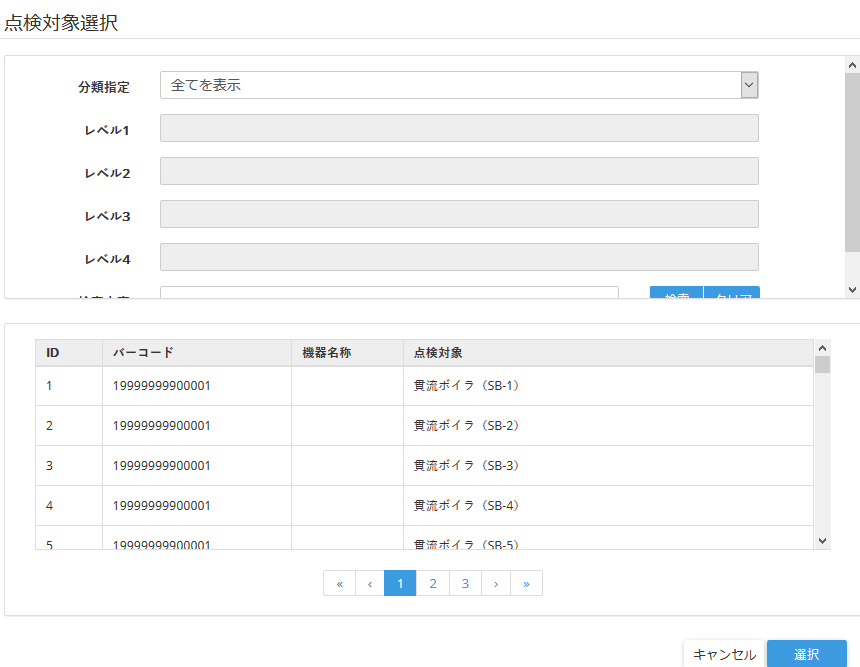 点検対象選択
分類指定 全てを表示
レベル1
レベル2
レベル3
レベル4
検索 クリア
ID バーコード 機器名称 点検対象
1 19999999900001 貫流ボイラ（SB-1）
2 19999999900001 貫流ボイラ（SB-2）
3 19999999900001 貫流ボイラ（SB-3）
4 19999999900001 貫流ボイラ（SB-4）
5 19999999900001 貫流ボイラ（SB-5）
« ‹ 1 2 3 › »
キャンセル 選択